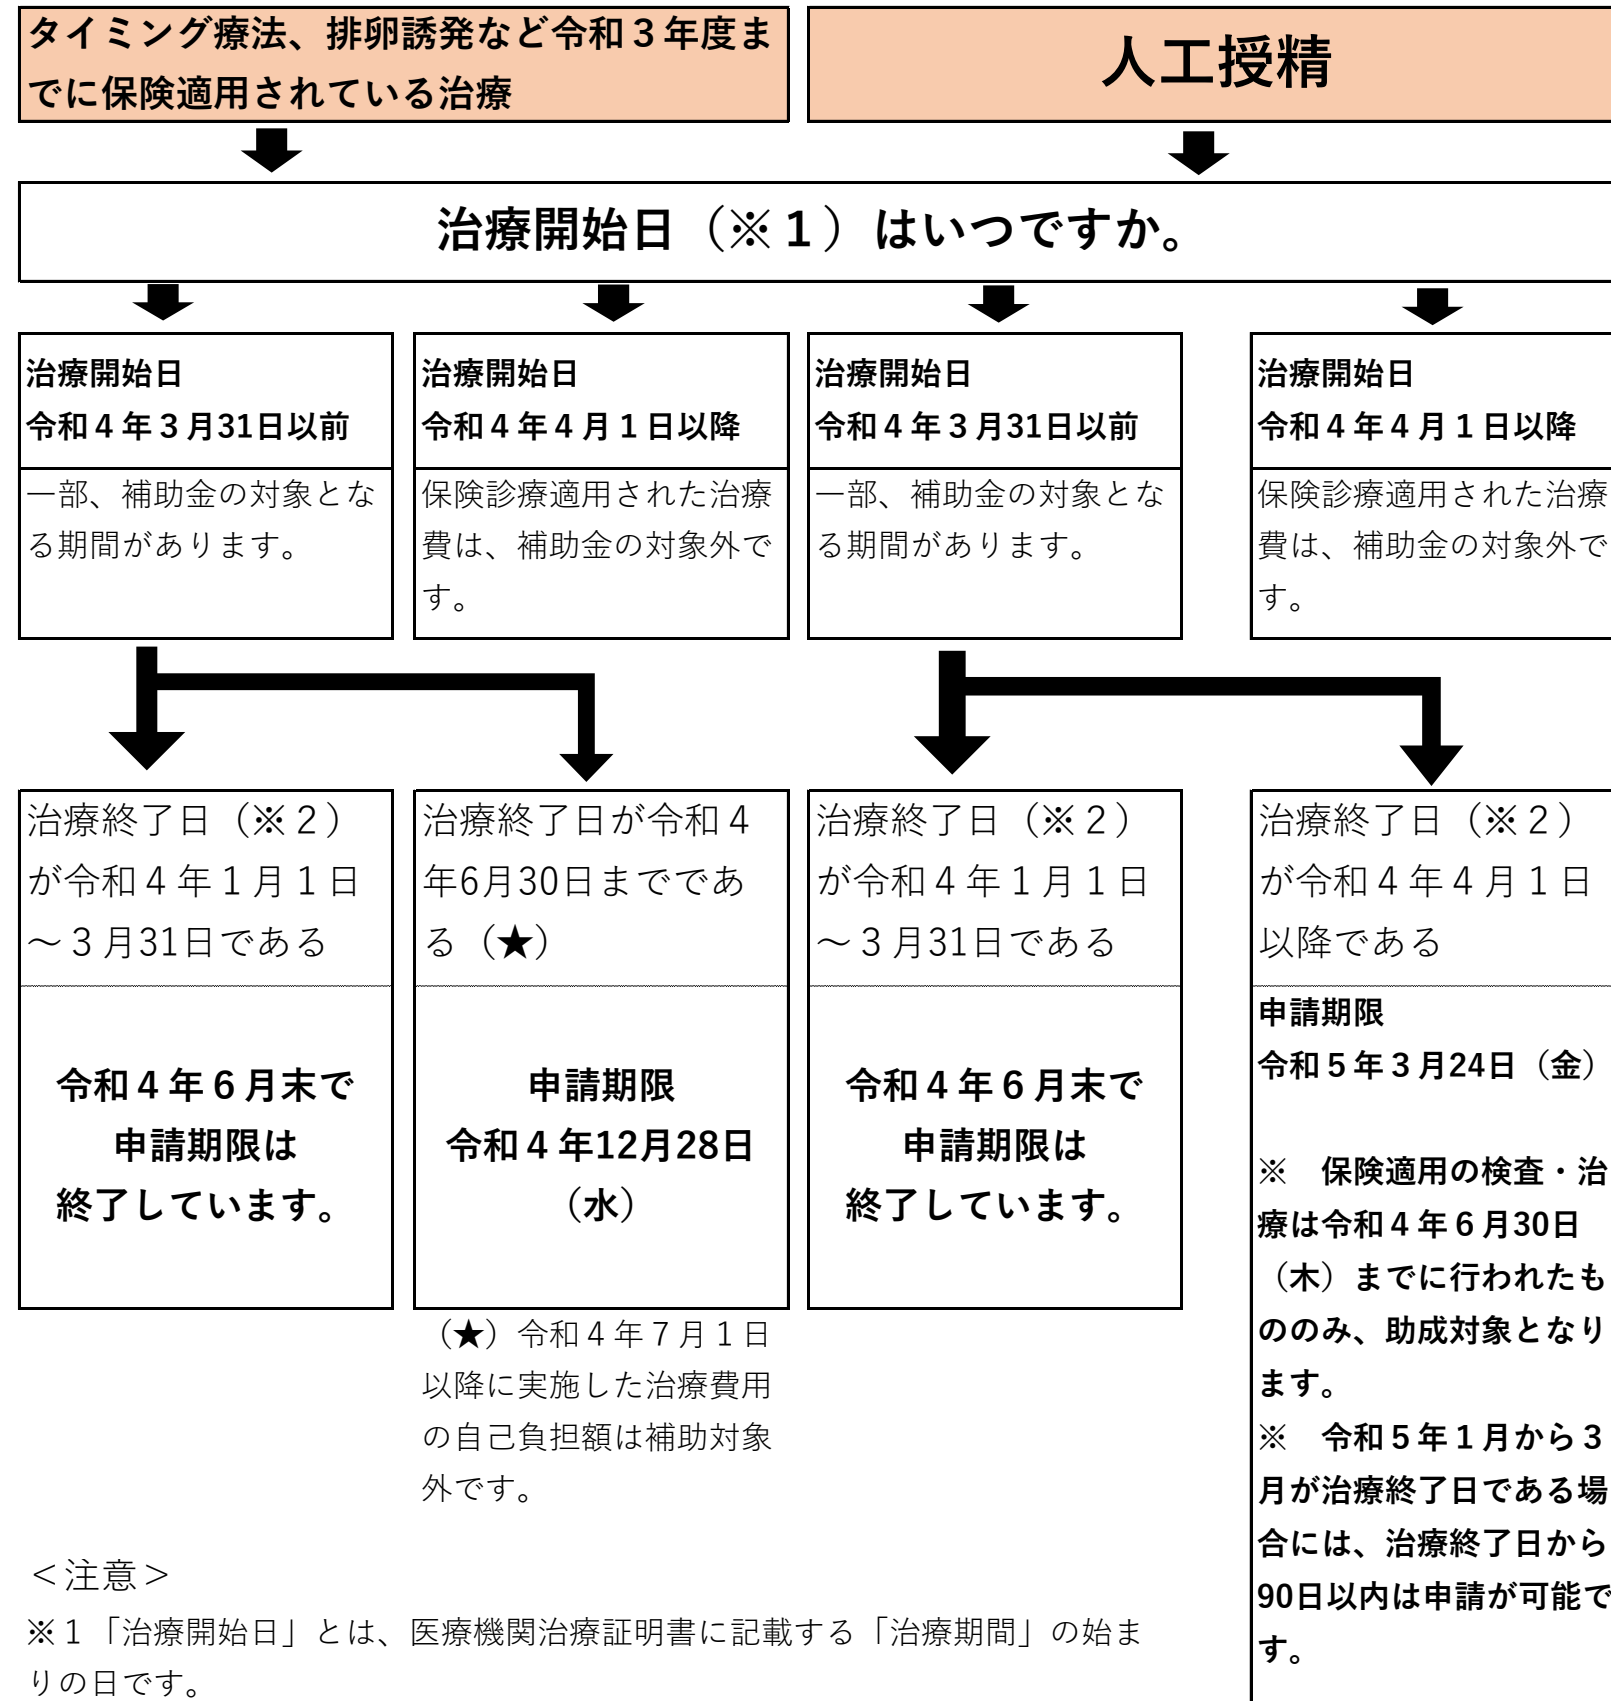 タイミング療法、排卵誘発など令和３年度ま
でに保険適用されている治療
人工授精
治療開始日（※１）はいつですか。
治療開始日
令和４年３月31日以前
一部、補助金の対象とな
る期間があります。
治療開始日
令和４年４月１日以降
保険診療適用された治療
費は、補助金の対象外で
す。
治療開始日
令和４年３月31日以前
一部、補助金の対象とな
る期間があります。
治療開始日
令和４年４月１日以降
保険診療適用された治療
費は、補助金の対象外で
す。
治療終了日（※２）
が令和４年１月１日
～３月31日である
令和４年６月末で
申請期限は
終了しています。
治療終了日が令和４
年6月30日までであ
る（★）
申請期限
令和４年12月28日
（水）
（★）令和４年７月１日
以降に実施した治療費用
の自己負担額は補助対象
外です。
治療終了日（※２）
が令和４年１月１日
～３月31日である
令和４年６月末で
申請期限は
終了しています。
治療終了日（※２）
が令和４年４月１日
以降である
申請期限
令和５年３月24日（金）
※　保険適用の検査・治
療は令和４年６月30日
（木）までに行われたも
ののみ、助成対象となり
ます。
※　令和５年１月から３
月が治療終了日である場
合には、治療終了日から
90日以内は申請が可能で
す。
＜注意＞
※１「治療開始日」とは、医療機関治療証明書に記載する「治療期間」の始ま
りの日です。